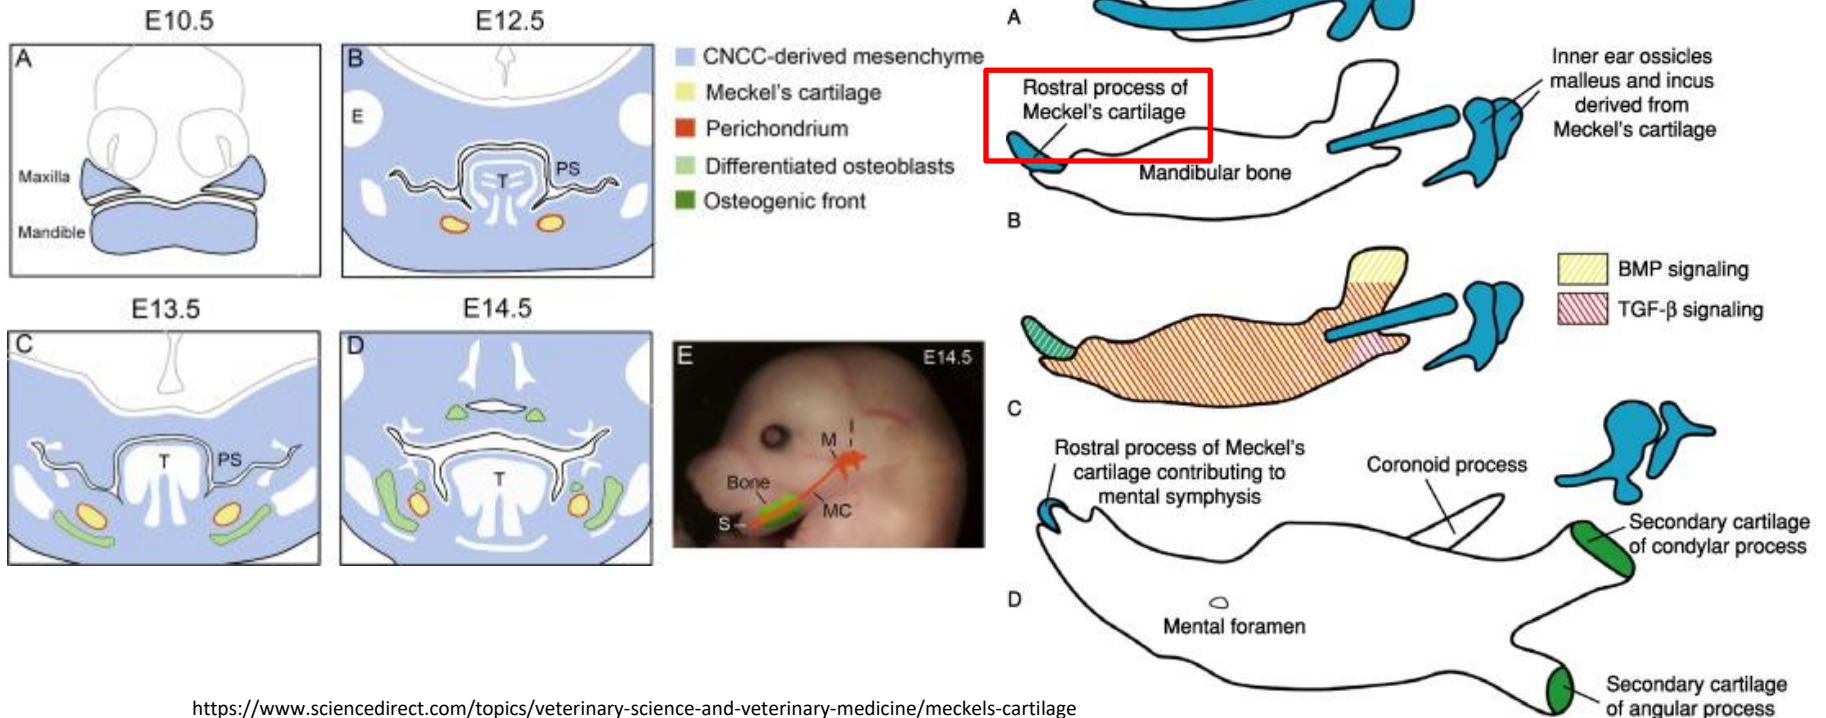 E10.5
E12.5
A
Maxilla
Mandible
B
E
PS
T
CNCC-derived mesenchyme
Meckel's cartilage
Perichondrium
Differentiated osteoblasts
Osteogenic front
E13.5
E14.5
C
T
PS
D
T
E
E14.5
I
M
Bone
MC
S
A
Rostral process of
Meckel's cartilage
Inner ear ossicles
malleus and incus
derived from
Meckel's cartilage
Mandibular bone
B
BMP signaling
TGF-β signaling
C
Rostral process of Meckel's
cartilage contributing to
mental symphysis
Coronoid process
Secondary cartilage
of condylar process
D
Mental foramen
Secondary cartilage
of angular process
https://www.sciencedirect.com/topics/veterinary-science-and-veterinary-medicine/meckels-cartilage